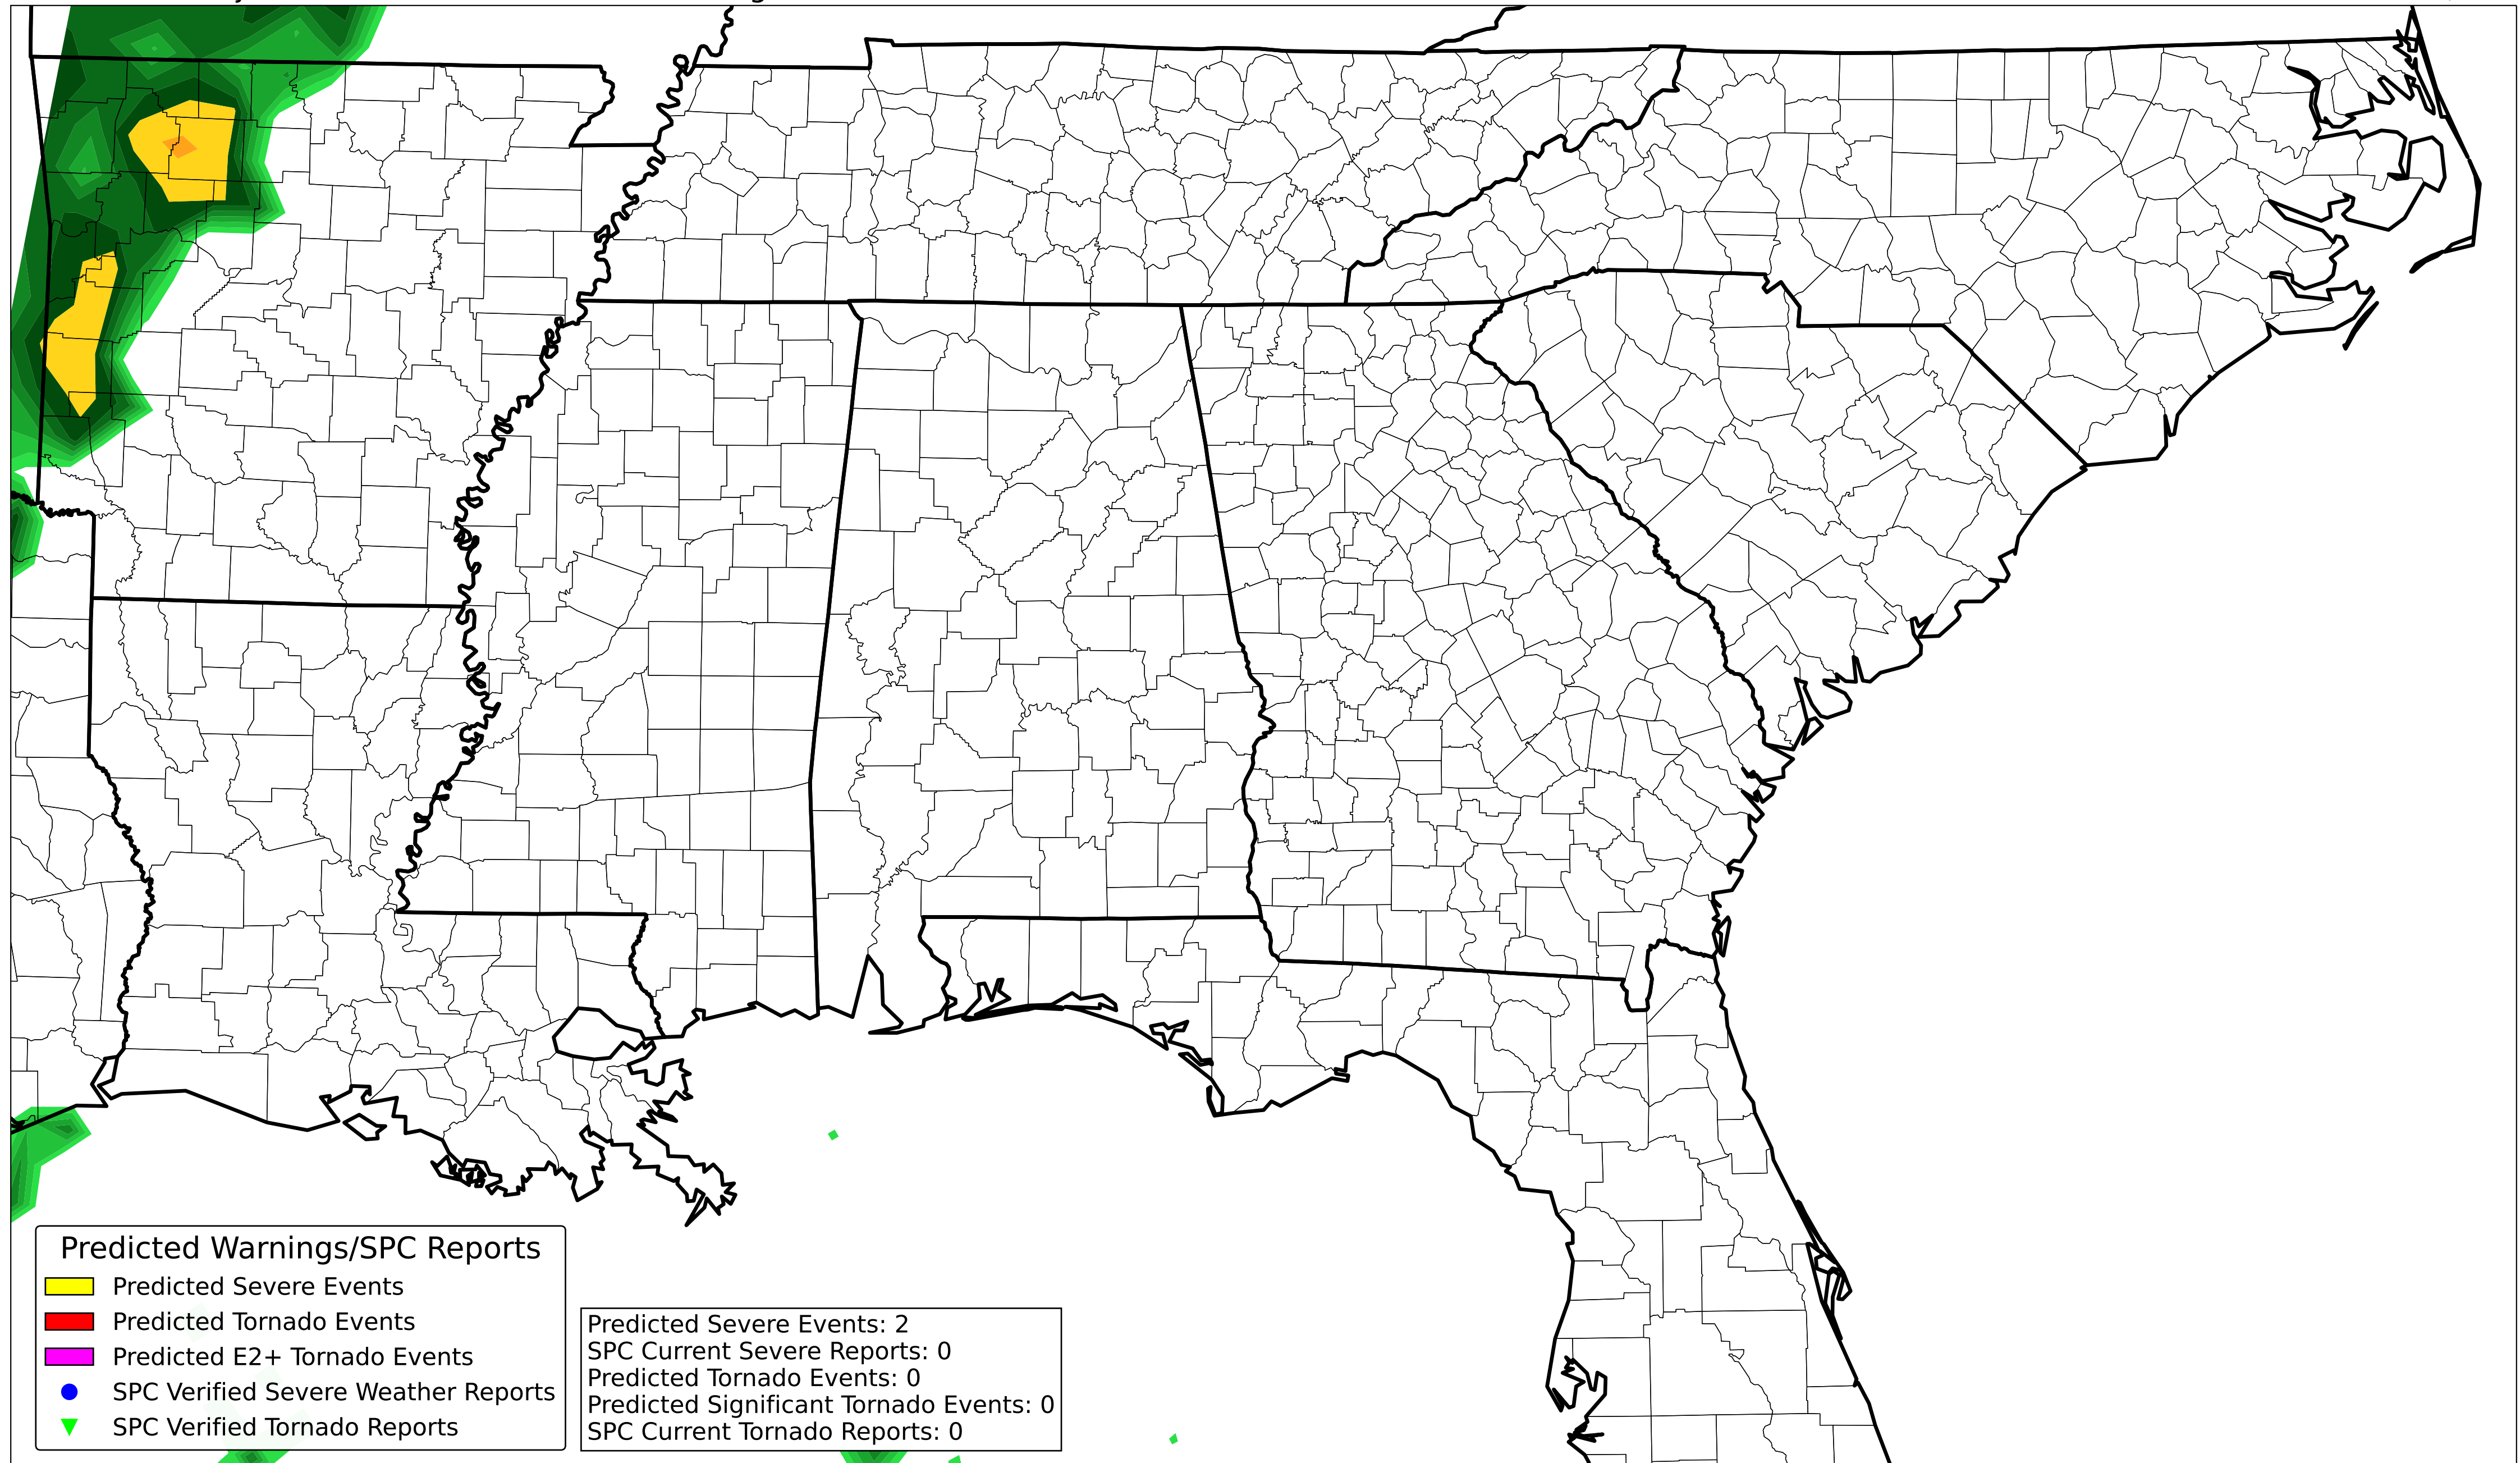 Predicted Warnings/SPC Reports
Predicted Severe Events
Predicted Tornado Events
Predicted E2+ Tornado Events
SPC Verified Severe Weather Reports
SPC Verified Tornado Reports
Predicted Severe Events: 2
SPC Current Severe Reports: 0
Predicted Tornado Events: 0
Predicted Significant Tornado Events: 0
SPC Current Tornado Reports: 0